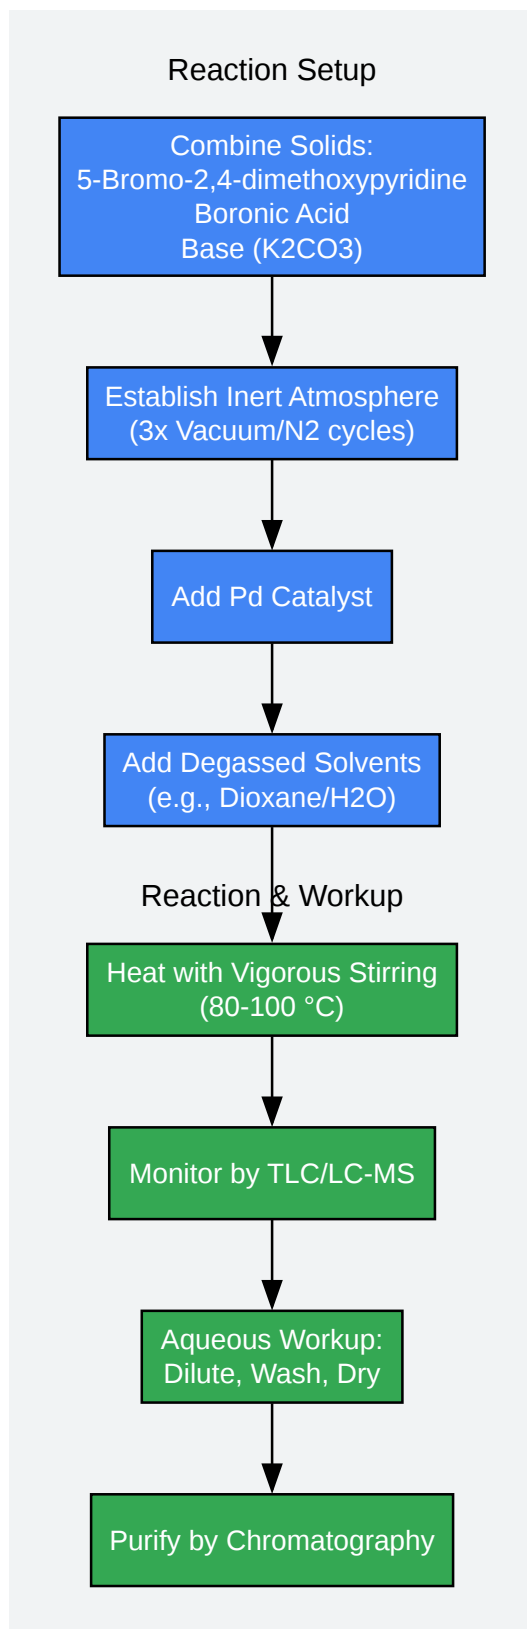 Reaction Setup
Combine Solids:
5-Bromo-2,4-dimethoxypyridine
Boronic Acid
Base (K2CO3)
Establish Inert Atmosphere
(3x Vacuum/N2 cycles)
Add Pd Catalyst
Add Degassed Solvents
(e.g., Dioxane/H2O)
Reaction & Workup
Heat with Vigorous Stirring
(80-100 °C)
Monitor by TLC/LC-MS
Aqueous Workup:
Dilute, Wash, Dry
Purify by Chromatography